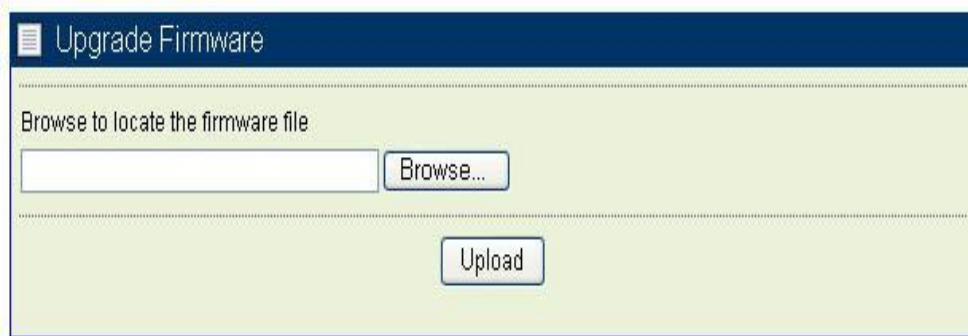 Upgrade Firmware
Browse to locate the firmware file
Browse...
Upload